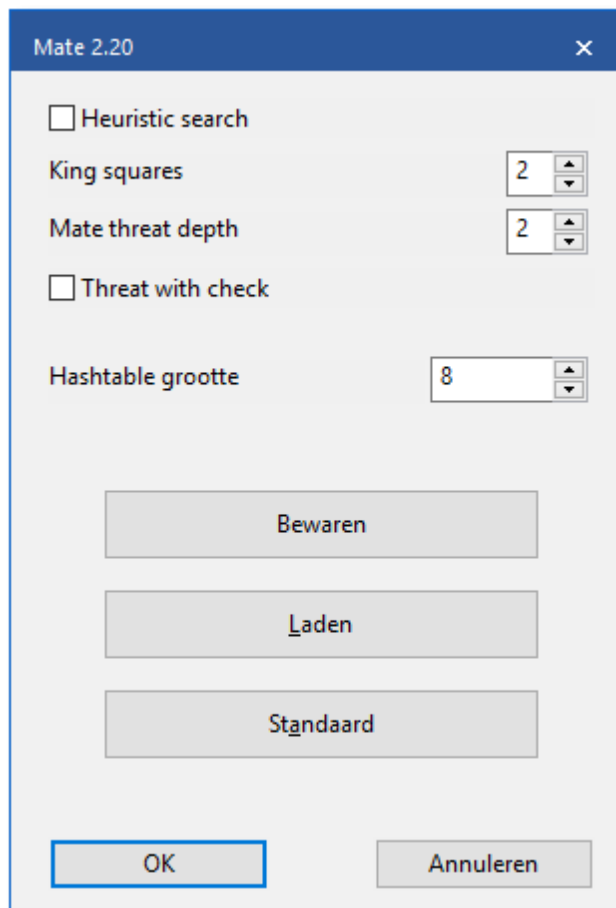 Mate 2.20
Heuristic search
King squares 2
Mate threat depth 2
Threat with check
Hashtable grootte 8
Bewaren
Laden
Standaard
OK Annuleren